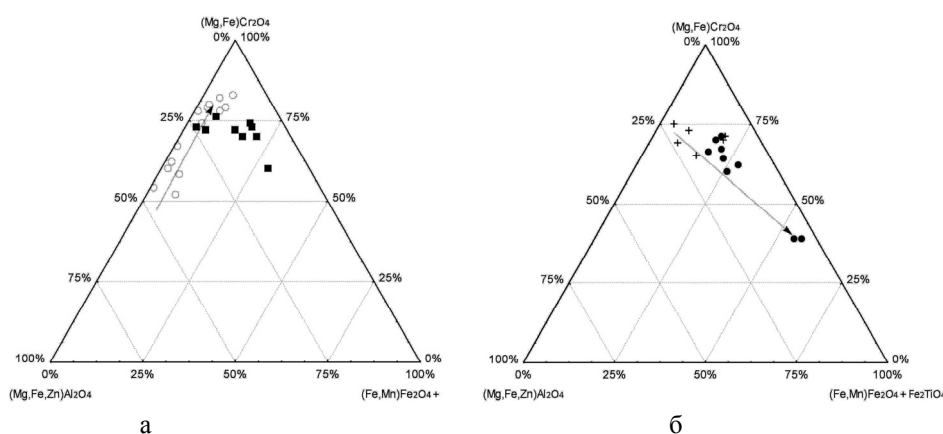 (Mg,Fe)Cr2O4
0% 100%
25% 75%
50% 50%
75% 25%
100% 0%
0% 25% 50% 75% 100%
(Mg,Fe,Zn)Al2O4 (Fe,Mn)Fe2O4 +
а
(Mg,Fe)Cr2O4
0% 100%
25% 75%
50% 50%
75% 25%
100% 0%
0% 25% 50% 75% 100%
(Mg,Fe,Zn)Al2O4 (Fe,Mn)Fe2O4 + Fe2TiO4
б